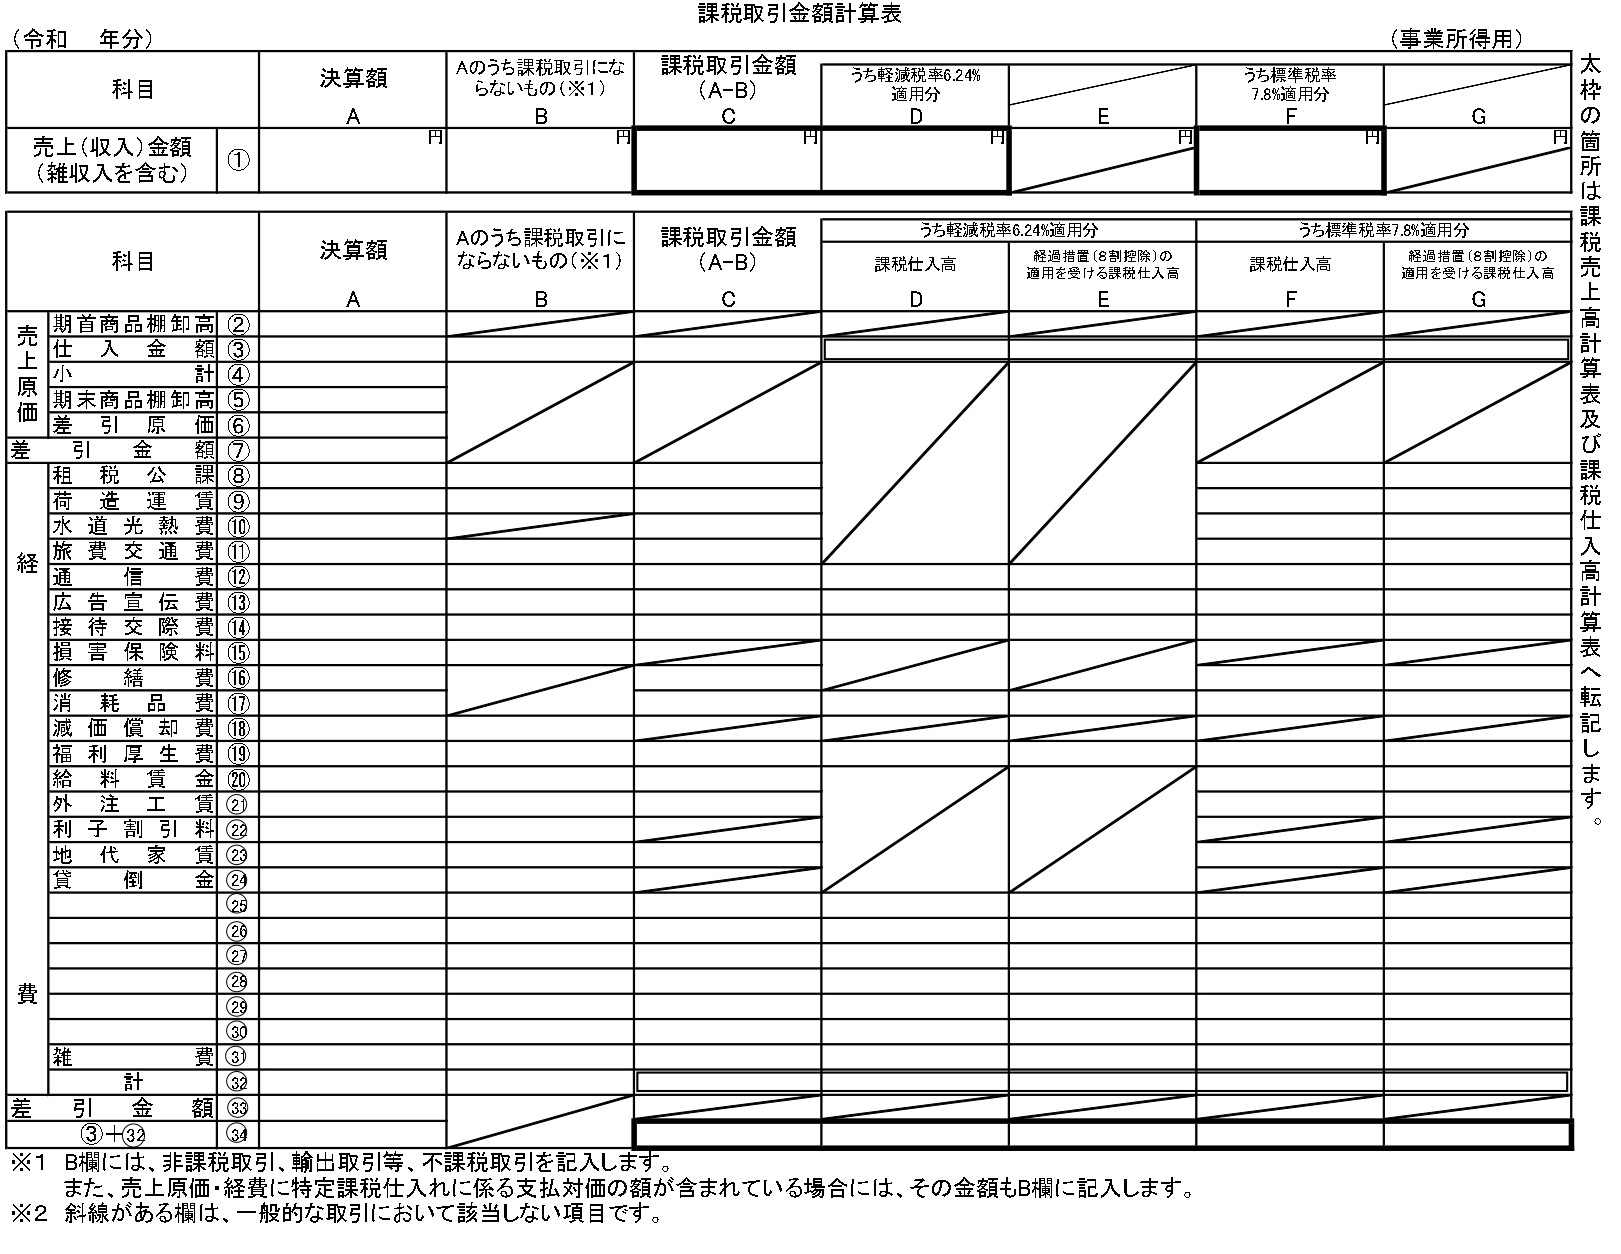 課税取引金額計算表
（令和　　年分）
（事業所得用）
科目
決算額
A
Aのうち課税取引にな
らないもの（※1）
B
課税取引金額
（A－B）
C
うち軽減税率6.24%
適用分
D
E
うち標準税率
7.8%適用分
F
G
売上（収入）金額
（雑収入を含む）
①
円
円
円
円
円
円
円
科目
決算額
A
Aのうち課税取引に
ならないもの（※1）
B
課税取引金額
（A－B）
C
うち軽減税率6.24%適用分
課税仕入高
D
経過措置（8割控除）の
適用を受ける課税仕入高
E
うち標準税率7.8%適用分
課税仕入高
F
経過措置（8割控除）の
適用を受ける課税仕入高
G
売上原価
期首商品棚卸高 ②
仕入金額 ③
小計 ④
期末商品棚卸高 ⑤
差引原価 ⑥
差引金額 ⑦
経費
租税公課 ⑧
荷造運賃 ⑨
水道光熱費 ⑩
旅費交通費 ⑪
通信費 ⑫
広告宣伝費 ⑬
接待交際費 ⑭
損害保険料 ⑮
修繕費 ⑯
消耗品費 ⑰
減価償却費 ⑱
福利厚生費 ⑲
給料賃金 ⑳
外注工賃 ㉑
利子割引料 ㉒
地代家賃 ㉓
貸倒金 ㉔
㉕
㉖
㉗
㉘
㉙
㉚
雑費 ㉛
計 ㉜
差引金額 ㉝
③＋㉜ ㉞
※1　B欄には、非課税取引、輸出取引等、不課税取引を記入します。
また、売上原価・経費に特定課税仕入れに係る支払対価の額が含まれている場合には、その金額もB欄に記入します。
※2　斜線がある欄は、一般的な取引において該当しない項目です。
太枠の箇所は課税売上高計算表及び課税仕入高計算表へ転記します。